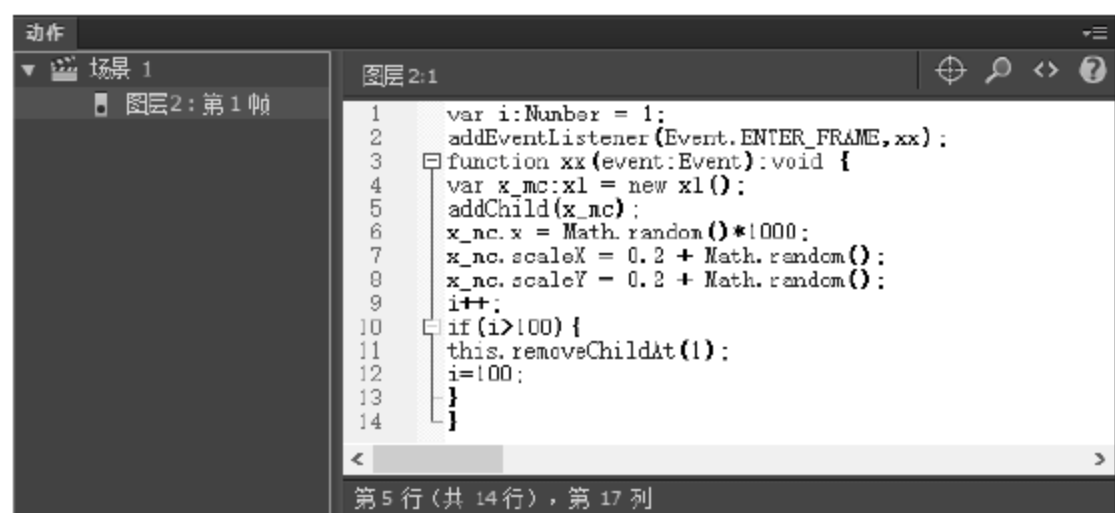 动作
场景 1
图层2:第1帧
图层2:1
1 var i:Number = 1;
2 addEventListener(Event.ENTER_FRAME,xx);
3 function xx(event:Event):void {
4 var x_mc:x1 = new x1();
5 addChild(x_mc);
6 x_mc.x = Math.random()*1000;
7 x_mc.scaleX = 0.2 + Math.random();
8 x_mc.scaleY = 0.2 + Math.random();
9 i++;
10 if(i>100){
11 this.removeChildAt(1);
12 i=100;
13 }
14 }
第5行(共 14行),第 17 列